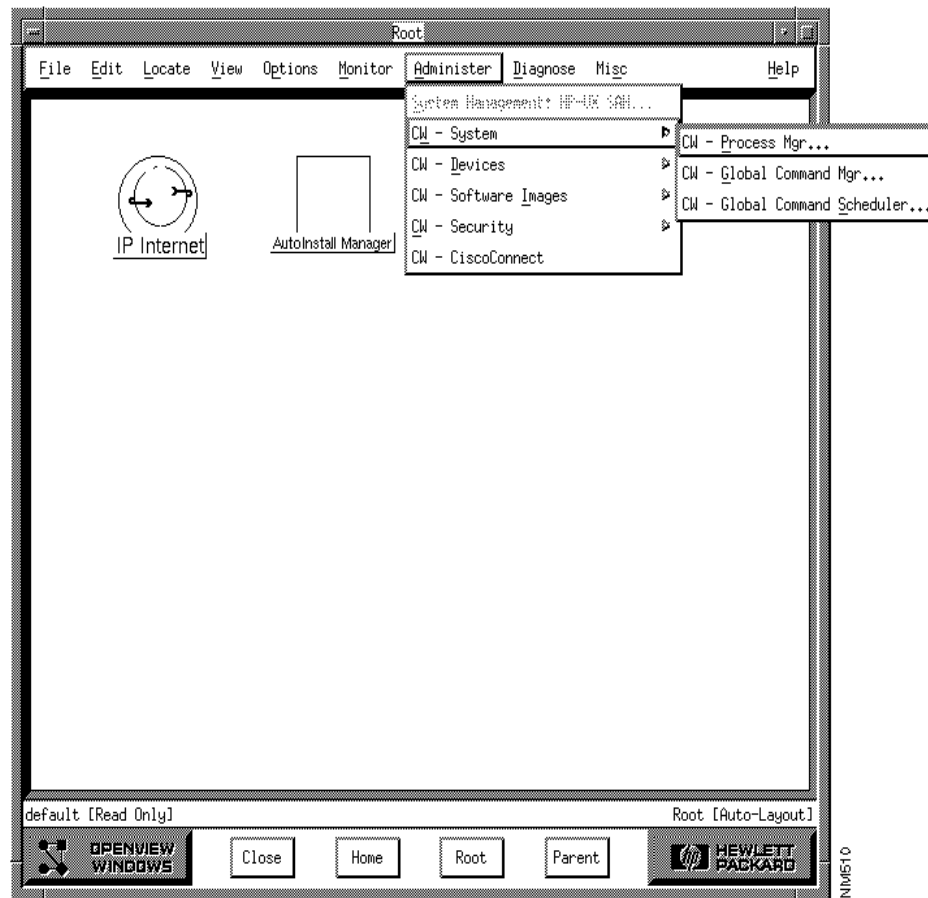 Root
File Edit Locate View Options Monitor Administer Diagnose Misc Help
System Management: HP-UX SAM...
CW - System
CW - Process Mgr...
CW - Devices
CW - Global Command Mgr...
CW - Software Images
CW - Global Command Scheduler...
CW - Security
CW - CiscoConnect
IP Internet
AutoInstall Manager
default [Read Only]
Root [Auto-Layout]
OPENVIEW
WINDOWS
Close
Home
Root
Parent
hp
HEWLETT
PACKARD
NM510